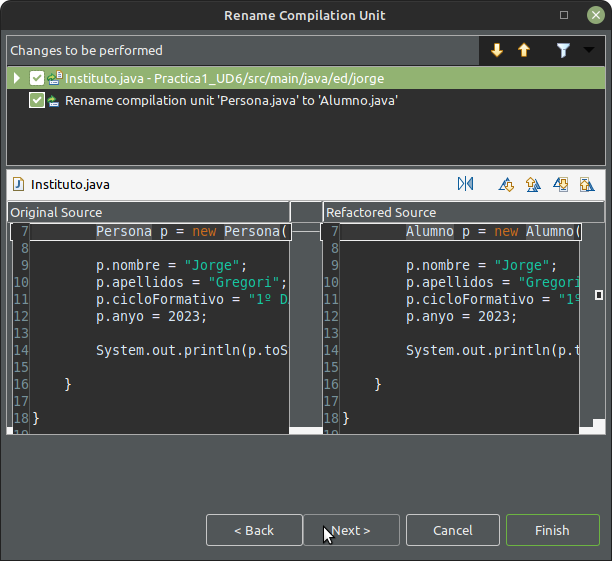 Rename Compilation Unit
Changes to be performed
Instituto.java - Practica1_UD6/src/main/java/ed/jorge
Rename compilation unit 'Persona.java' to 'Alumno.java'
Instituto.java
Original Source
7 Persona p = new Persona(
8
9 p.nombre = "Jorge";
10 p.apellidos = "Gregori";
11 p.cicloFormativo = "1º D
12 p.anyo = 2023;
13
14 System.out.println(p.toS
15
16 }
17
18 }
19
Refactored Source
7 Alumno p = new Alumno(
8
9 p.nombre = "Jorge";
10 p.apellidos = "Gregori
11 p.cicloFormativo = "1º
12 p.anyo = 2023;
13
14 System.out.println(p.t
15
16 }
17
18 }
19
< Back
Next >
Cancel
Finish